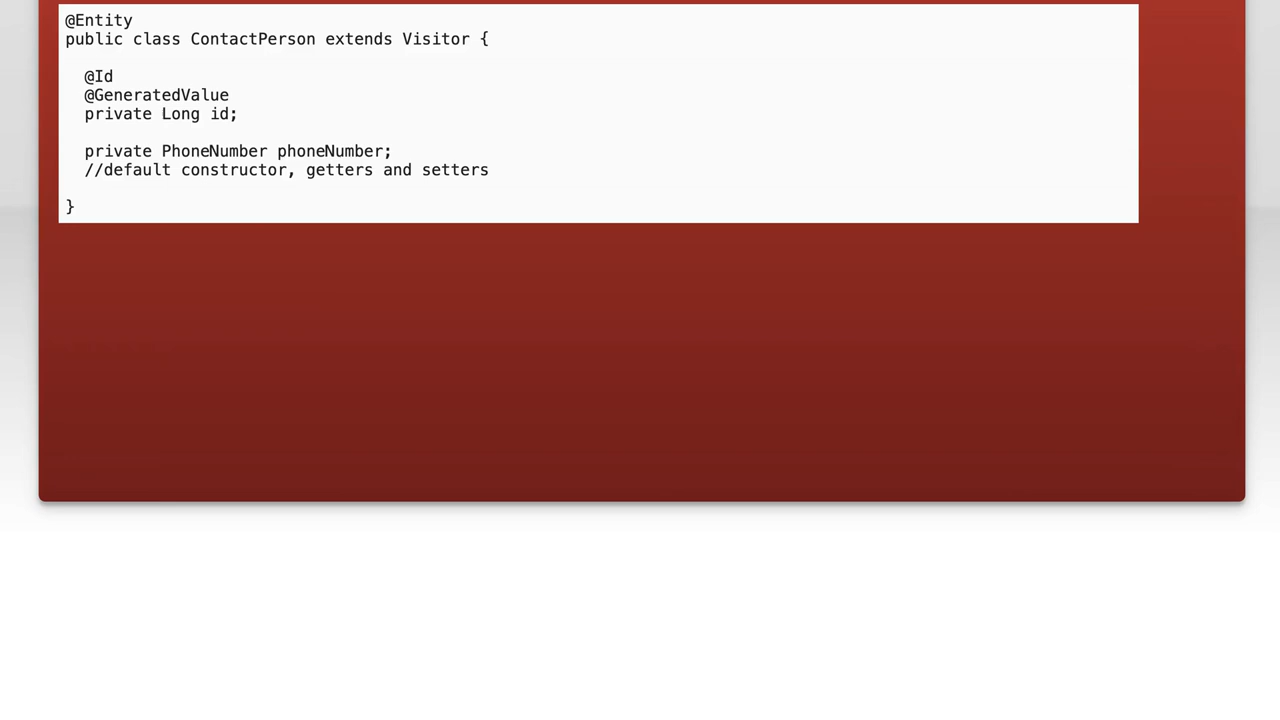 @Entity
public class ContactPerson extends Visitor {
@Id
@GeneratedValue
private Long id;
private PhoneNumber phoneNumber;
//default constructor, getters and setters
}